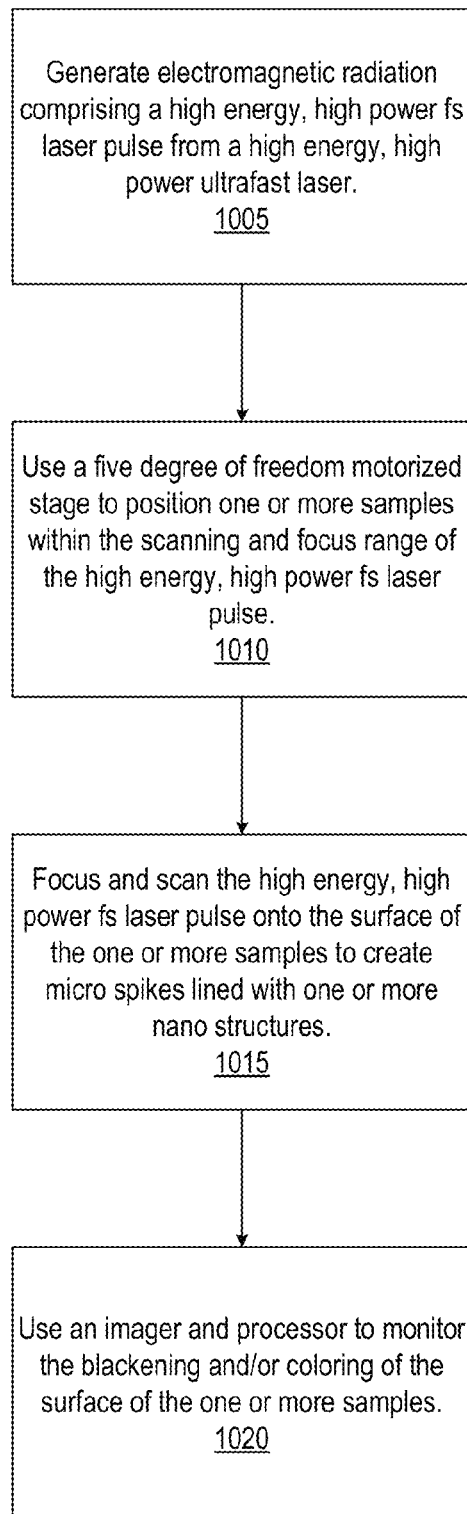 Generate electromagnetic radiation
comprising a high energy, high power fs
laser pulse from a high energy, high
power ultrafast laser.
1005
Use a five degree of freedom motorized
stage to position one or more samples
within the scanning and focus range of
the high energy, high power fs laser
pulse.
1010
Focus and scan the high energy, high
power fs laser pulse onto the surface of
the one or more samples to create
micro spikes lined with one or more
nano structures.
1015
Use an imager and processor to monitor
the blackening and/or coloring of the
surface of the one or more samples.
1020